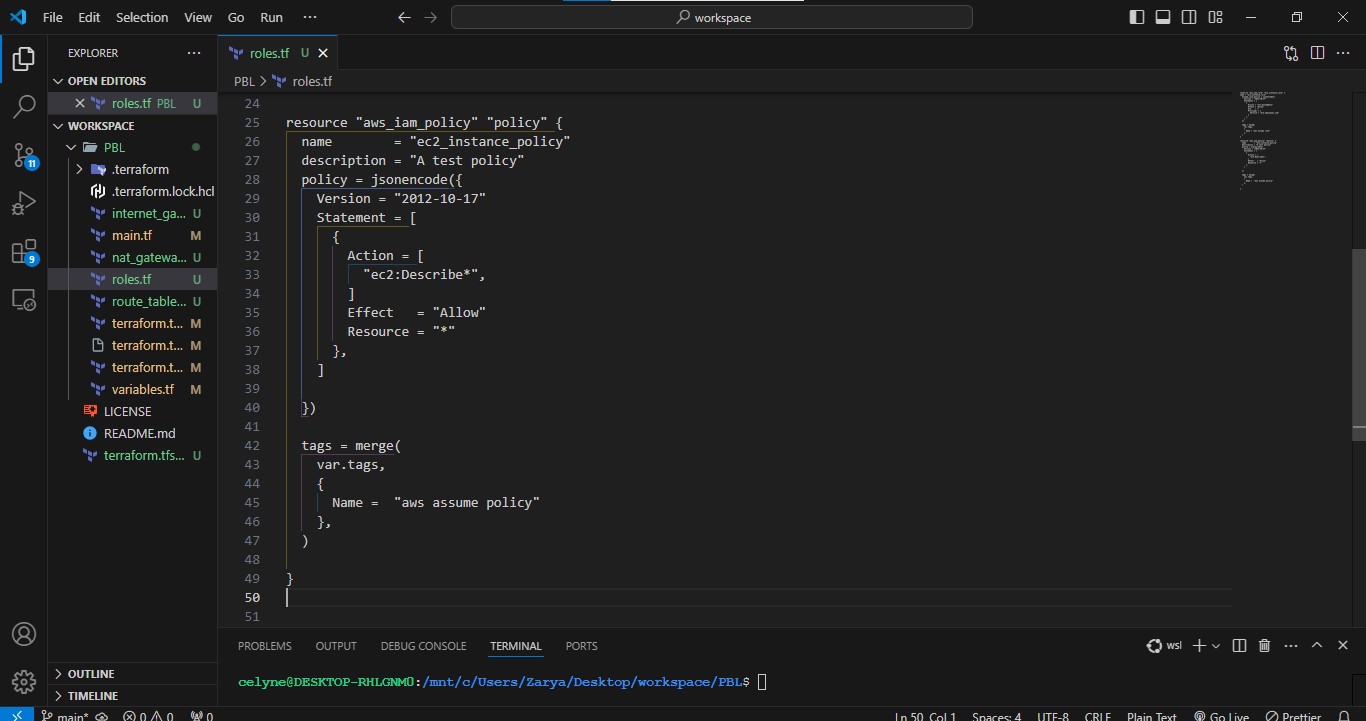 File Edit Selection View Go Run ···
workspace
EXPLORER ···
OPEN EDITORS
roles.tf PBL U
WORKSPACE
PBL
.terraform
.terraform.lock.hcl
internet_ga... U
main.tf M
nat_gatewa... U
roles.tf U
route_table... U
terraform.t... M
terraform.t... M
terraform.t... M
variables.tf M
LICENSE
README.md
terraform.tfs... U
OUTLINE
TIMELINE
11
9
roles.tf U
PBL > roles.tf
24
25 resource "aws_iam_policy" "policy" {
26 name        = "ec2_instance_policy"
27 description = "A test policy"
28 policy = jsonencode({
29 Version = "2012-10-17"
30 Statement = [
31 {
32 Action = [
33 "ec2:Describe*",
34 ]
35 Effect   = "Allow"
36 Resource = "*"
37 },
38 ]
39
40 })
41
42 tags = merge(
43 var.tags,
44 {
45 Name =  "aws assume policy"
46 },
47 )
48
49 }
50
51
PROBLEMS OUTPUT DEBUG CONSOLE TERMINAL PORTS
wsl
celyne@DESKTOP-RHLGNM0:/mnt/c/Users/Zarya/Desktop/workspace/PBL$
main* 0 0 0 Ln 50, Col 1 Spaces: 4 UTF-8 CRLF Plain Text Go Live Prettier